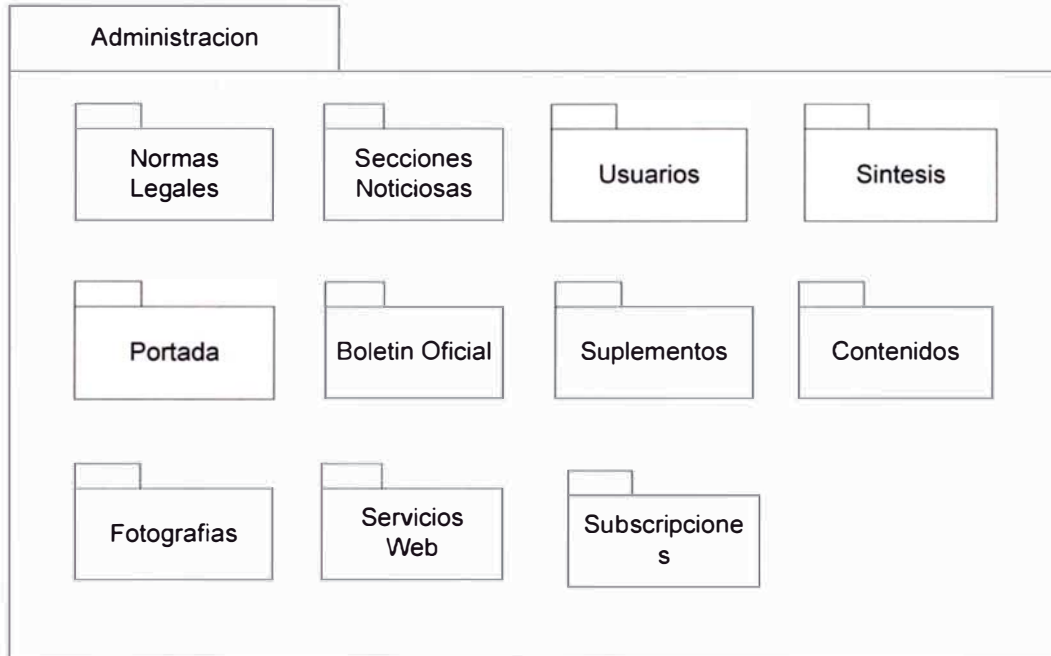 Administracion
Normas
Legales
Secciones
Noticiosas
Usuarios
Sintesis
Portada
Boletin Oficial
Suplementos
Contenidos
Fotografias
Servicios
Web
Subscripcione
s